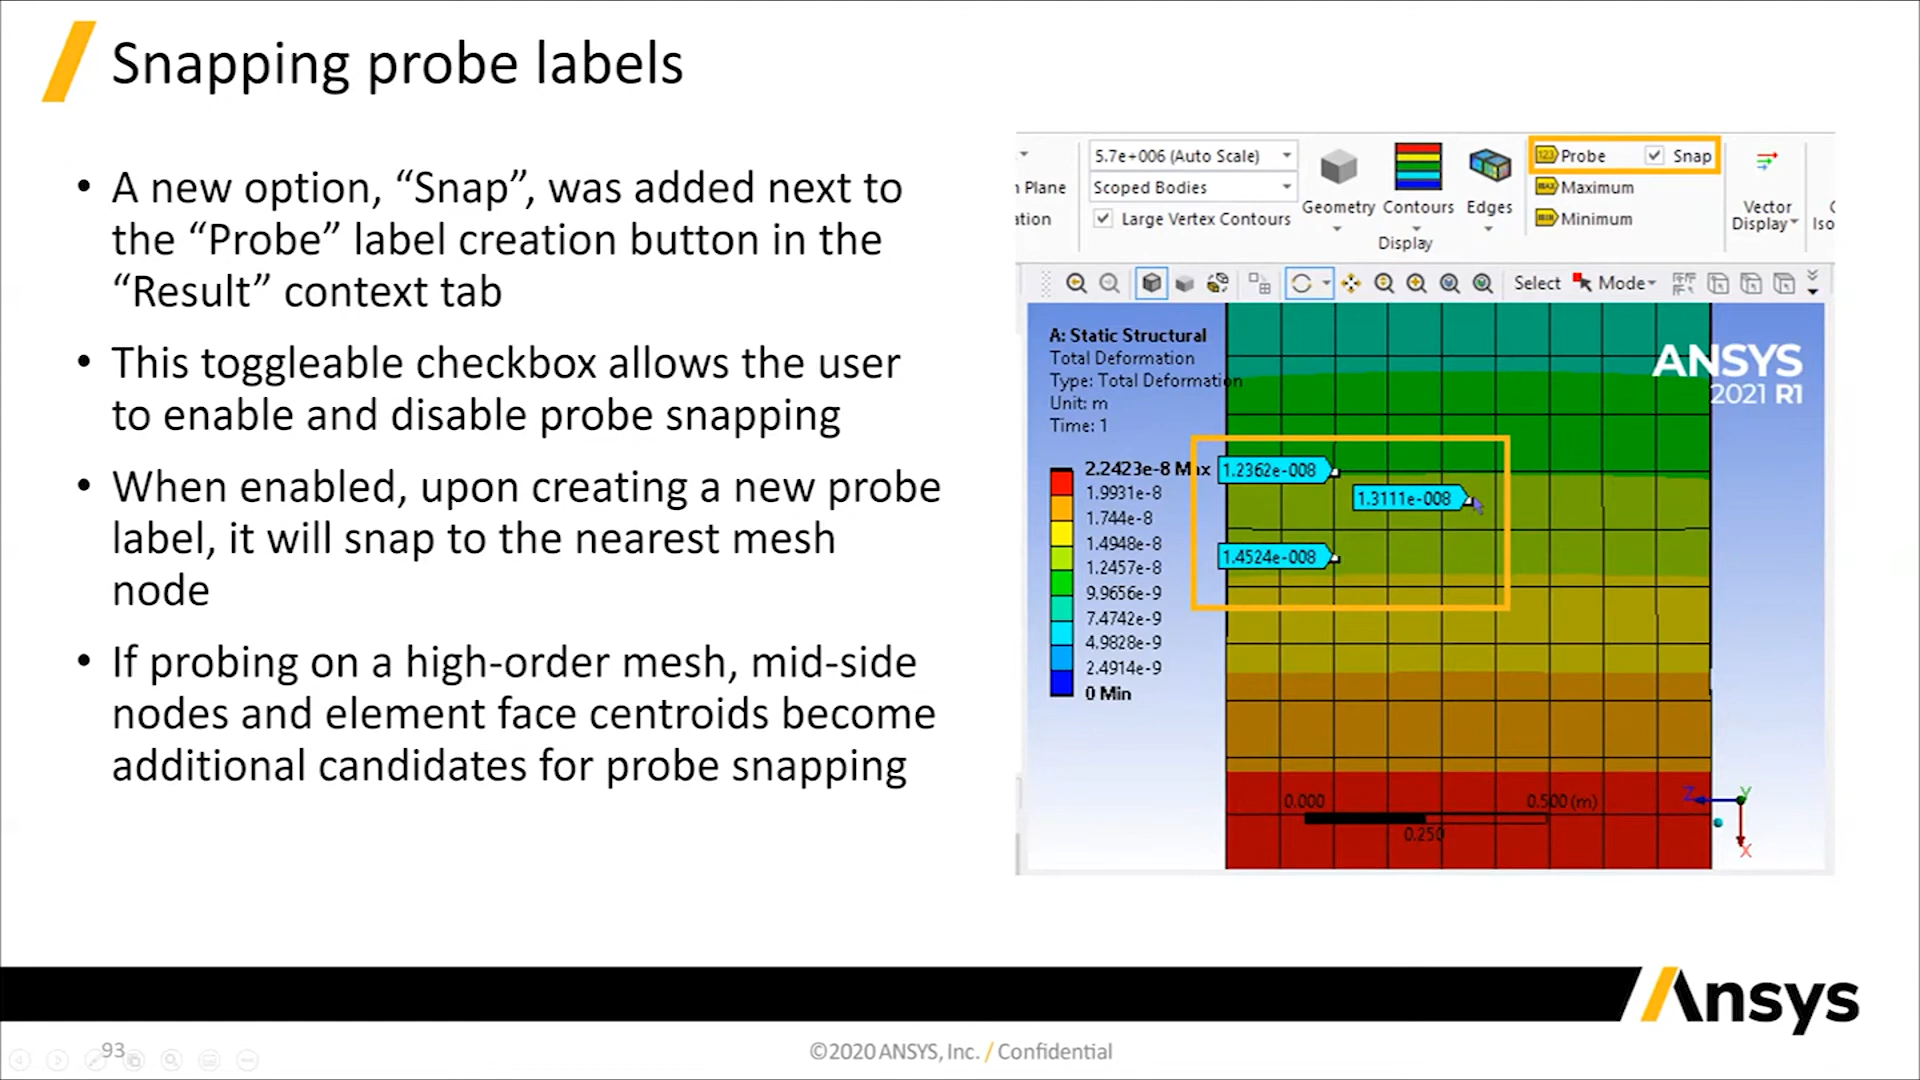 Snapping probe labels
• A new option, “Snap”, was added next to
the “Probe” label creation button in the
“Result” context tab
• This toggleable checkbox allows the user
to enable and disable probe snapping
• When enabled, upon creating a new probe
label, it will snap to the nearest mesh
node
• If probing on a high-order mesh, mid-side
nodes and element face centroids become
additional candidates for probe snapping
5.7e+006 (Auto Scale)
Plane
Scoped Bodies
ation
Large Vertex Contours
Geometry
Contours
Edges
Display
Probe
Snap
Maximum
Minimum
Vector
Display
Iso
Select
Mode
A: Static Structural
Total Deformation
Type: Total Deformation
Unit: m
Time: 1
ANSYS
2021 R1
2.2423e-8 Max
1.9931e-8
1.744e-8
1.4948e-8
1.2457e-8
9.9656e-9
7.4742e-9
4.9828e-9
2.4914e-9
0 Min
1.2362e-008
1.3111e-008
1.4524e-008
0.000
0.500 (m)
0.250
Z
Y
X
Ansys
93
©2020 ANSYS, Inc. / Confidential